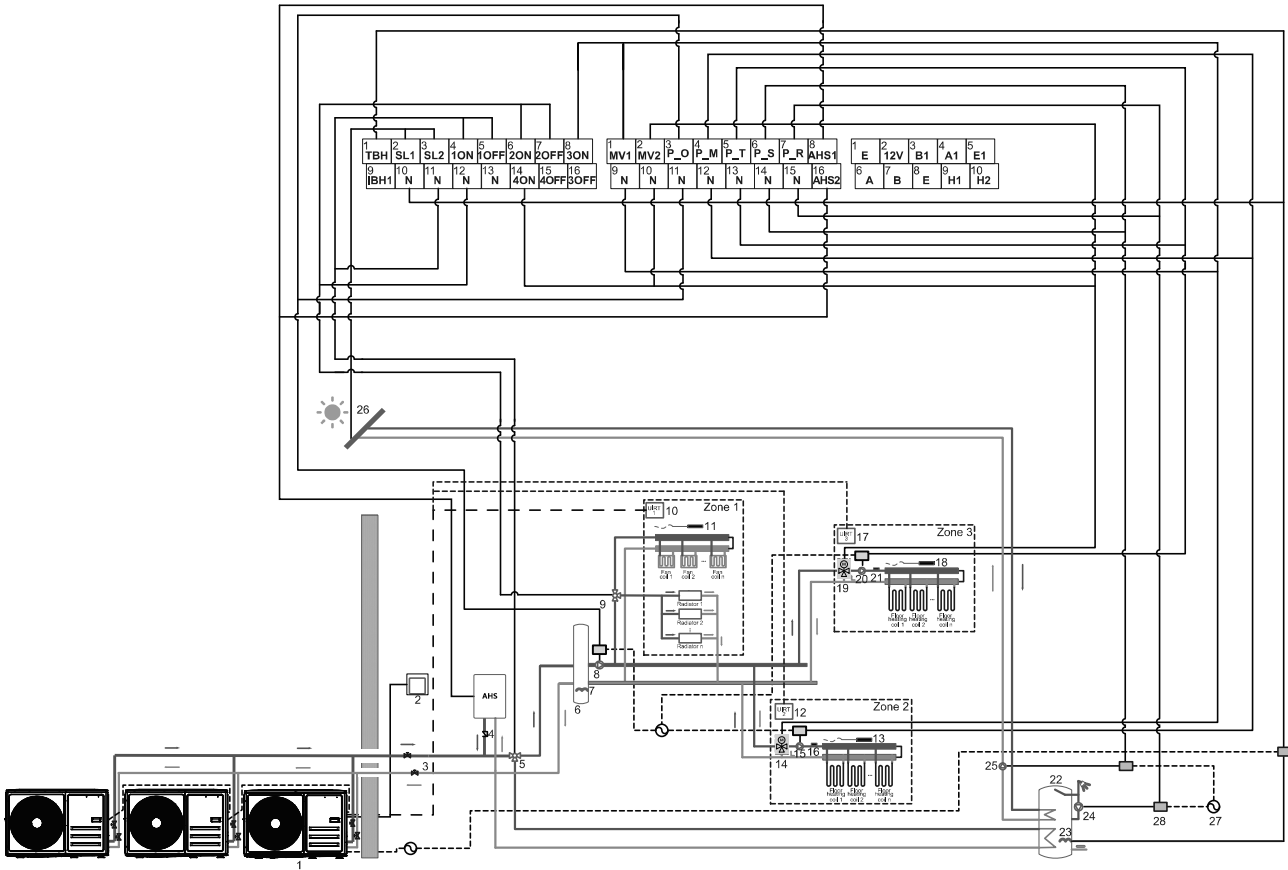 1 2 3 4 5 6 7 8
TBH SL1 SL2 1ON 1OFF 2ON 2OFF 3ON
9 10 11 12 13 14 15 16
IBH1 N N N N 4ON 4OFF 3OFF
1 2 3 4 5 6 7 8
MV1 MV2 P_O P_M P_T P_S P_R AHS1
9 10 11 12 13 14 15 16
N N N N N N N AHS2
1 2 3 4 5
E 12V B1 A1 E1
6 7 8 9 10
A B E H1 H2
26
Zone 1
UIRT
1
10
11
Fan coil 1
Fan coil 2
...
Fan coil n
9
Radiator 1
Radiator 2
Radiator n
Zone 3
UIRT
3
17
18
19
20
21
Floor heating coil 1
Floor heating coil 2
...
Floor heating coil n
8
7
6
2
AHS
4
5
3
Zone 2
UIRT
12
13
14
15
16
Floor heating coil 1
Floor heating coil 2
...
Floor heating coil n
25
22
24
23
28
27
1